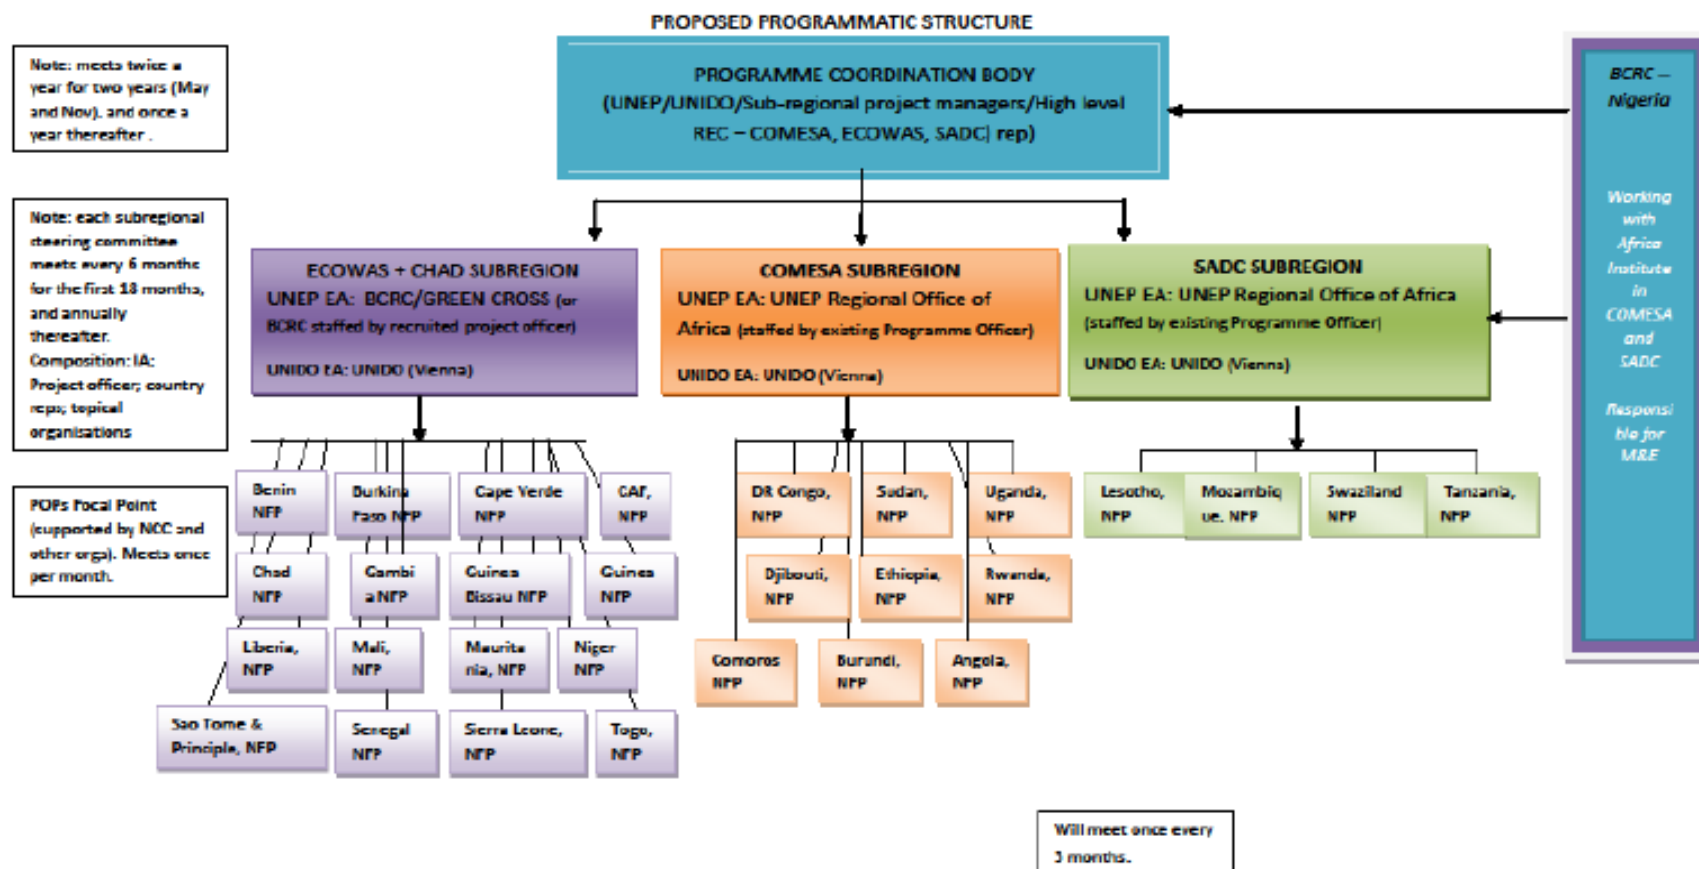 PROPOSED PROGRAMMATIC STRUCTURE
Note: meets twice a
year for two years (May
and Nov), and once a
year thereafter .
PROGRAMME COORDINATION BODY
(UNEP/UNIDO/Sub-regional project managers/High level
REC – COMESA, ECOWAS, SADC| rep)
BCRC –
Nigeria
Working
with
Africa
Institute
in
COMESA
and
SADC
Responsi
ble for
M&E
Note: each subregional
steering committee
meets every 6 months
for the first 18 months,
and annually
thereafter.
Composition: IA:
Project officer; country
reps; topical
organisations
ECOWAS + CHAD SUBREGION
UNEP EA: BCRC/GREEN CROSS (or
BCRC staffed by recruited project officer)
UNIDO EA: UNIDO (Vienna)
COMESA SUBREGION
UNEP EA: UNEP Regional Office of
Africa (staffed by existing Programme Officer)
UNIDO EA: UNIDO (Vienna)
SADC SUBREGION
UNEP EA: UNEP Regional Office of Africa
(staffed by existing Programme Officer)
UNIDO EA: UNIDO (Vienna)
POPs Focal Point
(supported by NCC and
other orgs). Meets once
per month.
Benin
NFP
Burkina
Faso NFP
Cape Verde
NFP
CAF,
NFP
Chad
NFP
Gambi
a NFP
Guinea
Bissau NFP
Guinea
NFP
Liberia,
NFP
Mali,
NFP
Maurita
nia, NFP
Niger
NFP
Sao Tome &
Principle, NFP
Senegal
NFP
Sierra Leone,
NFP
Togo,
NFP
DR Congo,
NFP
Sudan,
NFP
Uganda,
NFP
Djibouti,
NFP
Ethiopia,
NFP
Rwanda,
NFP
Comoros
NFP
Burundi,
NFP
Angola,
NFP
Lesotho,
NFP
Mozambiq
ue, NFP
Swaziland
NFP
Tanzania,
NFP
Will meet once every
3 months.